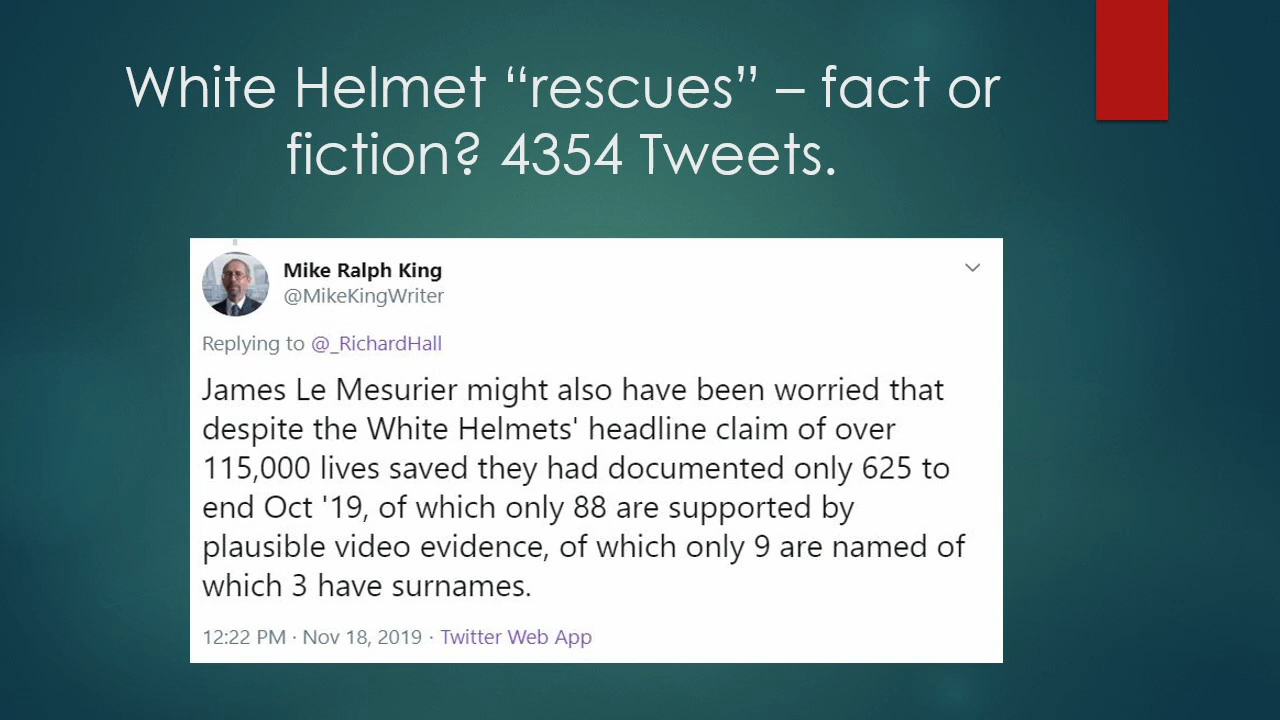 White Helmet “rescues” – fact or
fiction? 4354 Tweets.
Mike Ralph King
@MikeKingWriter
Replying to @_RichardHall
James Le Mesurier might also have been worried that
despite the White Helmets' headline claim of over
115,000 lives saved they had documented only 625 to
end Oct '19, of which only 88 are supported by
plausible video evidence, of which only 9 are named of
which 3 have surnames.
12:22 PM · Nov 18, 2019 · Twitter Web App